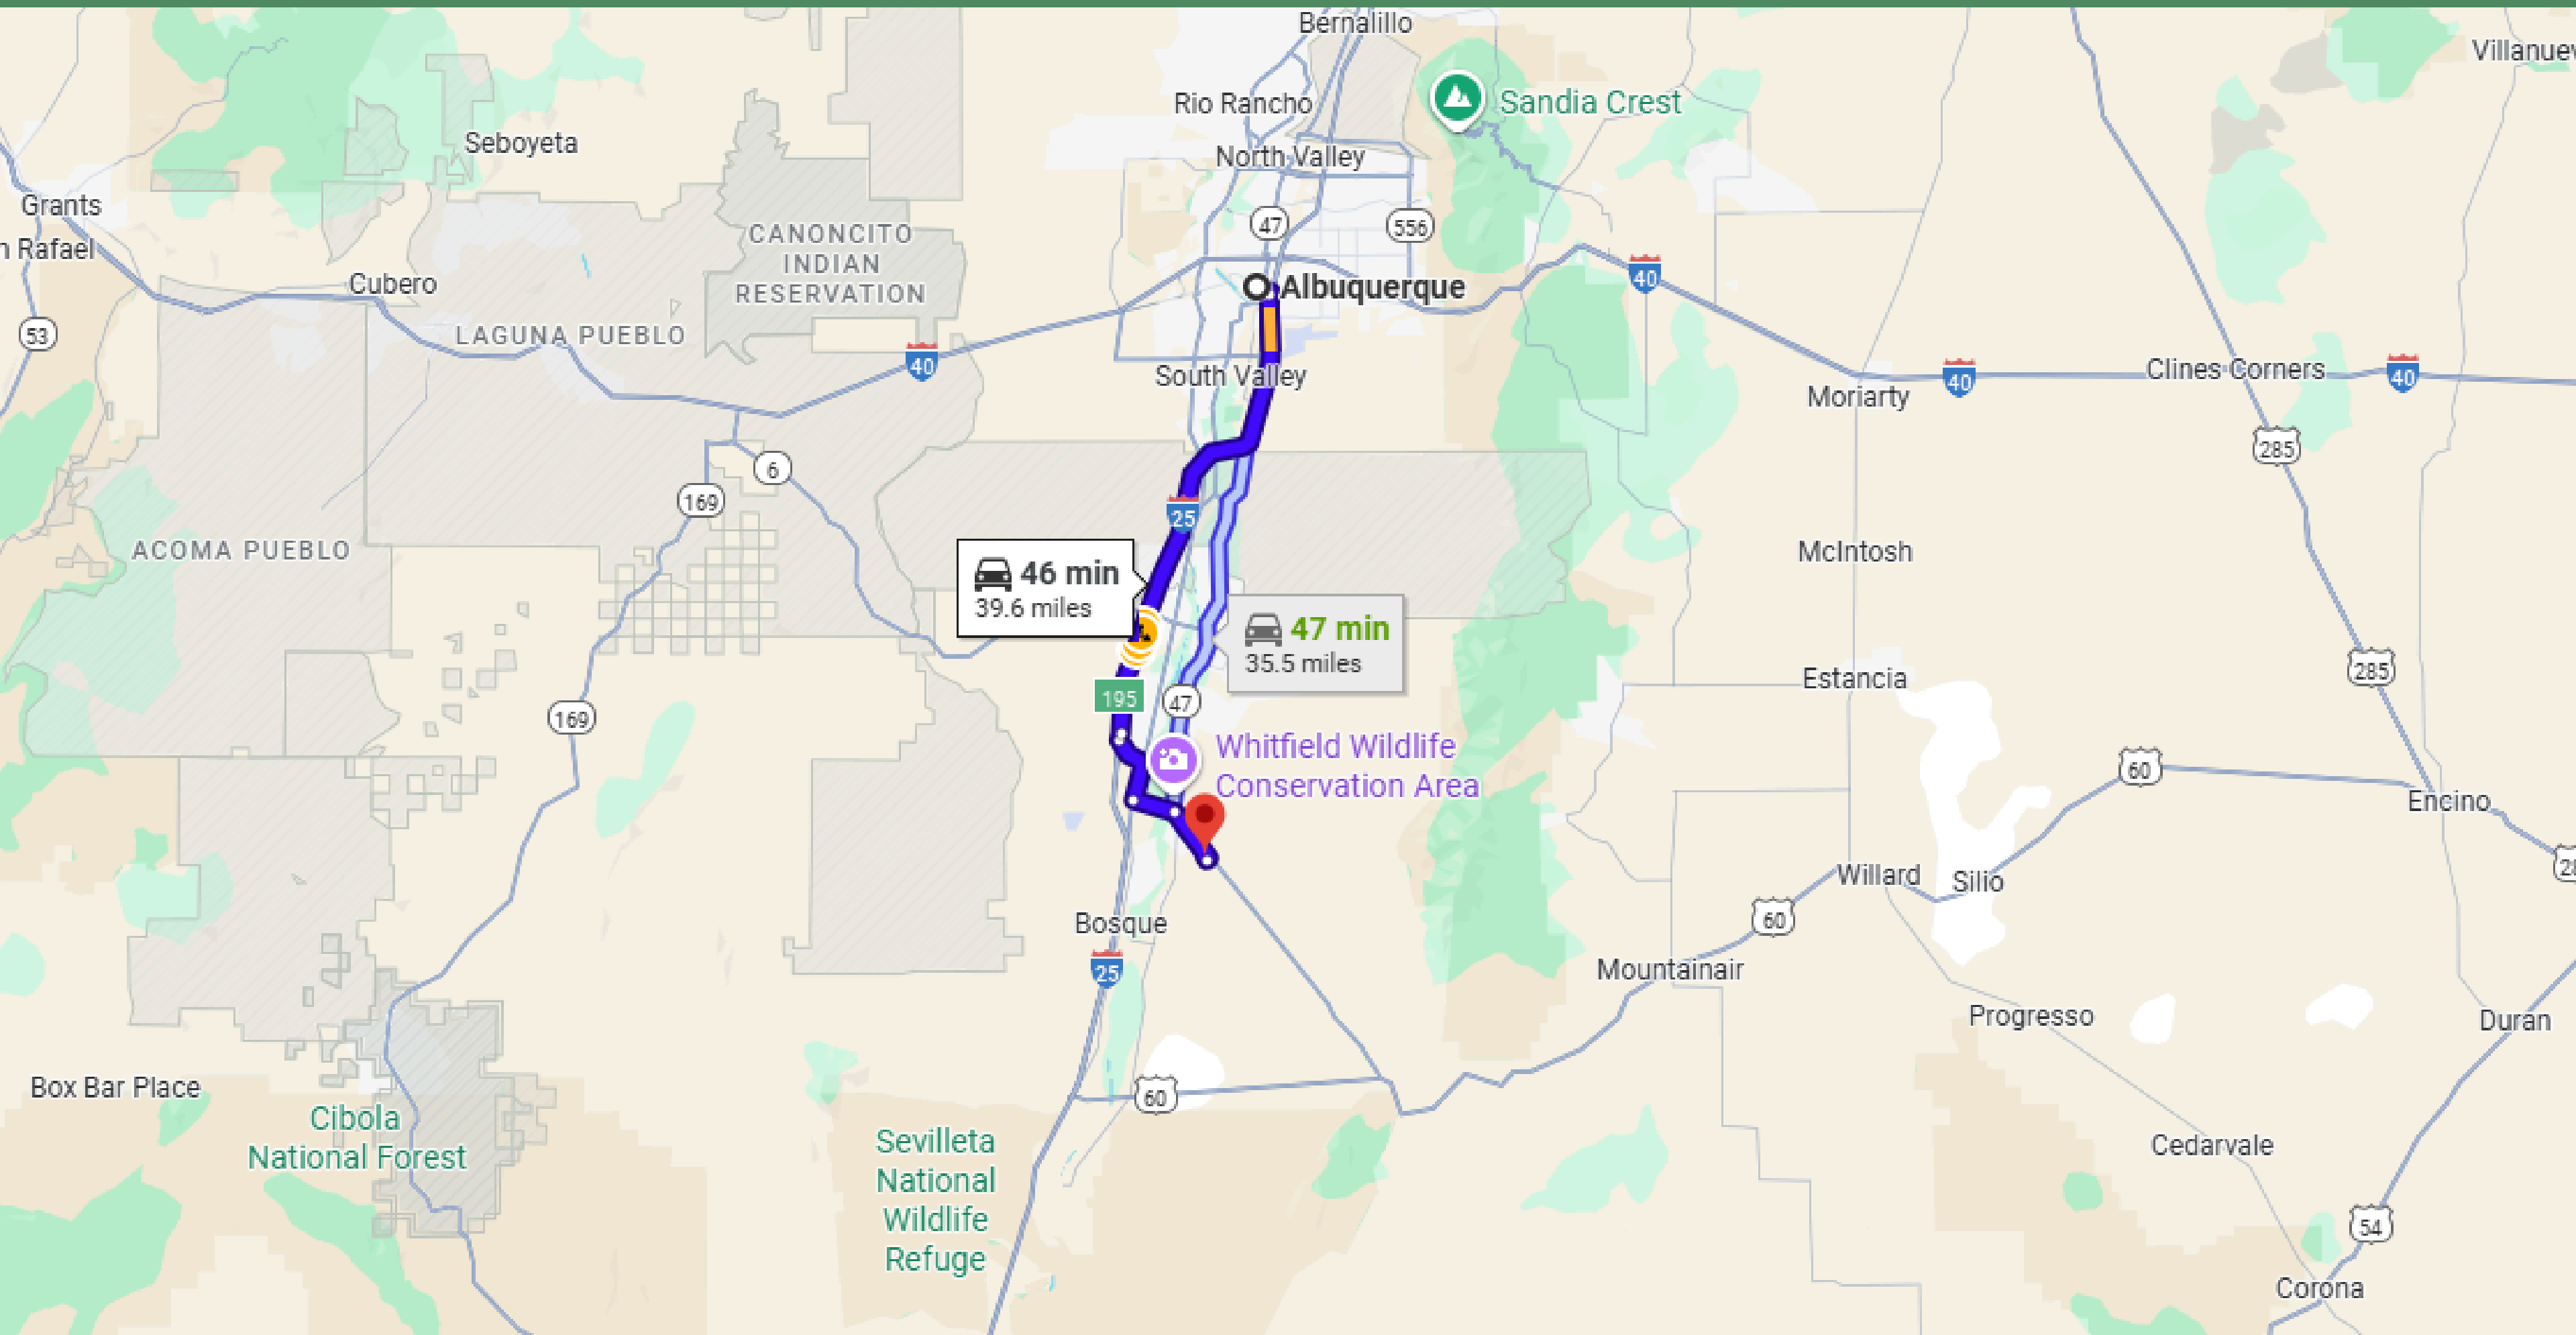 Bernalillo
Villanuev
Rio Rancho
Sandia Crest
Seboyeta
North Valley
Grants
47
556
CANONCITO
INDIAN
RESERVATION
n Rafael
Cubero
40
Albuquerque
53
LAGUNA PUEBLO
40
South Valley
Clines Corners
40
40
Moriarty
285
6
169
25
ACOMA PUEBLO
McIntosh
46 min
39.6 miles
47 min
35.5 miles
285
Estancia
195
47
169
Whitfield Wildlife
Conservation Area
60
Encino
28
Willard
Silio
60
Bosque
25
Mountainair
Progresso
Duran
Box Bar Place
60
Cibola
National Forest
Sevilleta
National
Wildlife
Refuge
Cedarvale
54
Corona